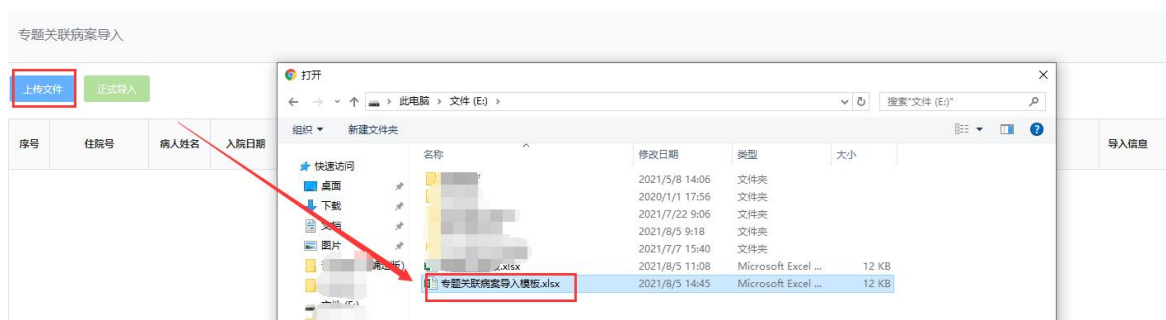 专题关联病案导入
上传文件 正式导入
序号 住院号 病人姓名 入院日期 导入信息
打开
此电脑 › 文件 (E:) ›
搜索"文件 (E:)"
组织 新建文件夹
名称 修改日期 类型 大小
快速访问
桌面
下载
文档
图片
文件 (E:)
2021/5/8 14:06 文件夹
2020/1/1 17:56 文件夹
2021/7/22 9:06 文件夹
2021/8/5 9:18 文件夹
2021/7/7 15:40 文件夹
.xlsx 2021/8/5 11:08 Microsoft Excel ... 12 KB
专题关联病案导入模板.xlsx 2021/8/5 14:45 Microsoft Excel ... 12 KB